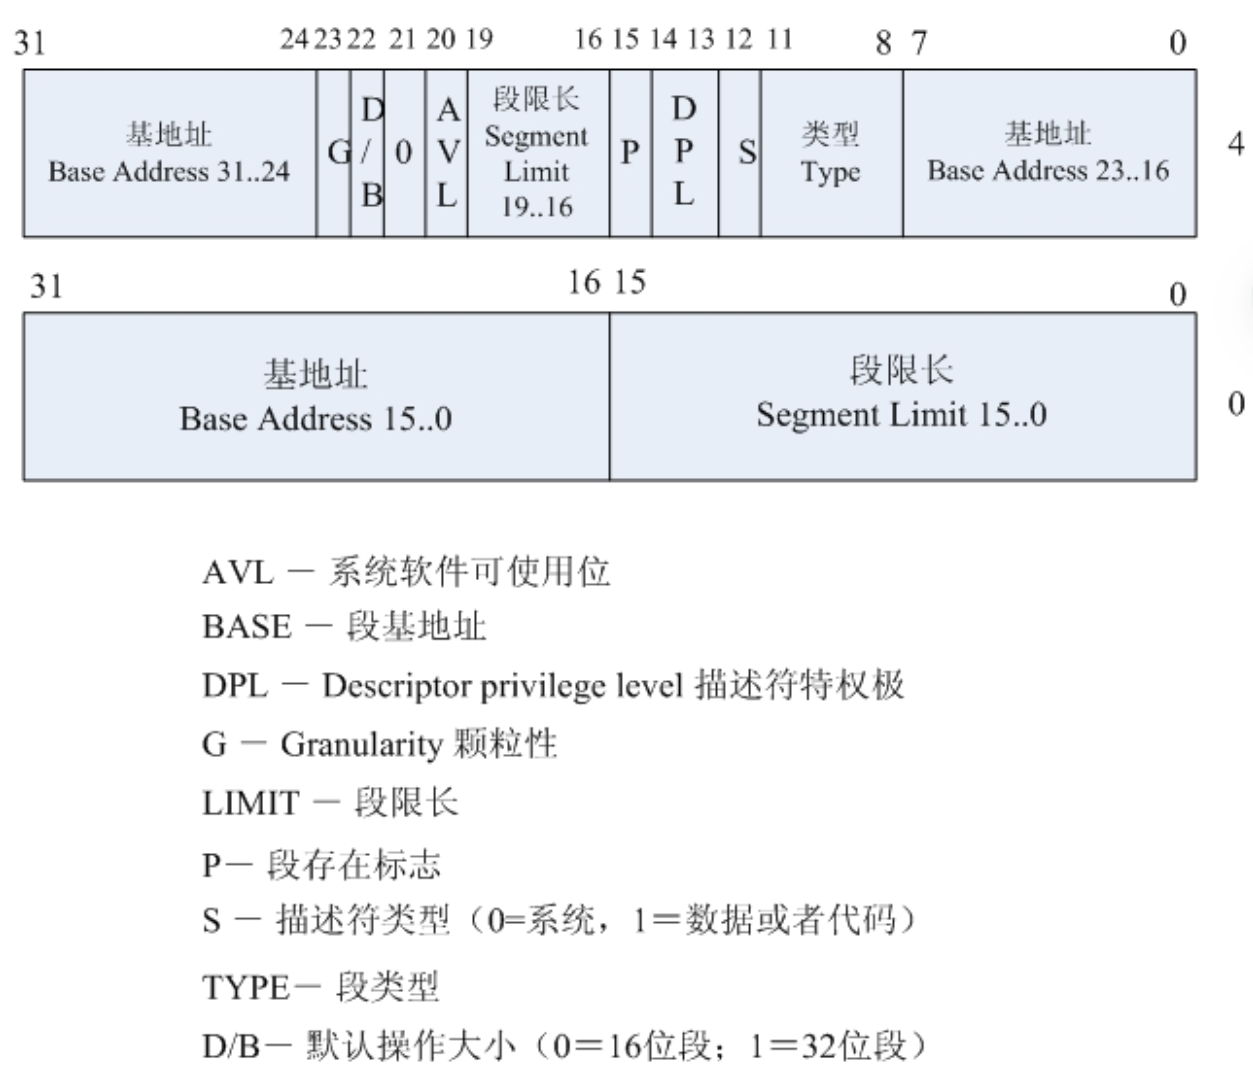 31 24 23 22 21 20 19 16 15 14 13 12 11 8 7 0
基地址
Base Address 31..24
G
D
/
B
0
A
V
L
段限长
Segment
Limit
19..16
P
D
P
L
S
类型
Type
基地址
Base Address 23..16
4
31 16 15 0
基地址
Base Address 15..0
段限长
Segment Limit 15..0
0
AVL － 系统软件可使用位
BASE － 段基地址
DPL － Descriptor privilege level 描述符特权极
G － Granularity 颗粒性
LIMIT － 段限长
P－ 段存在标志
S － 描述符类型（0=系统，1＝数据或者代码）
TYPE－ 段类型
D/B－ 默认操作大小（0＝16位段；1＝32位段）